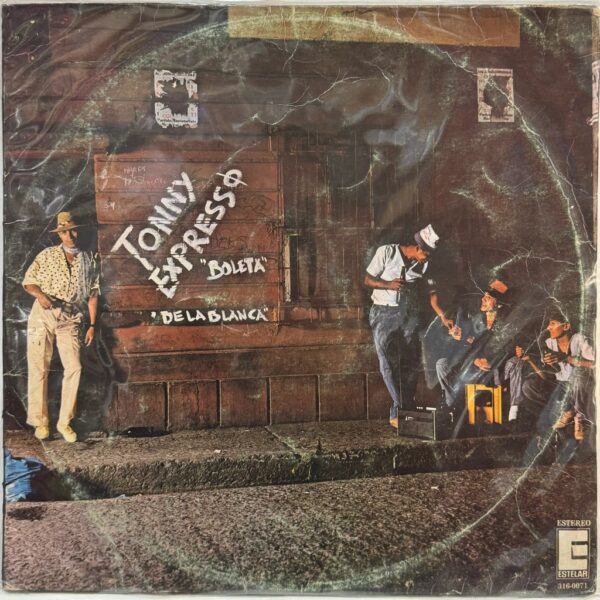 TONNY
EXPRESSO
"BOLETA"
"DE LA BLANCA"
ESTEREO
E
ESTELAR
316-0071